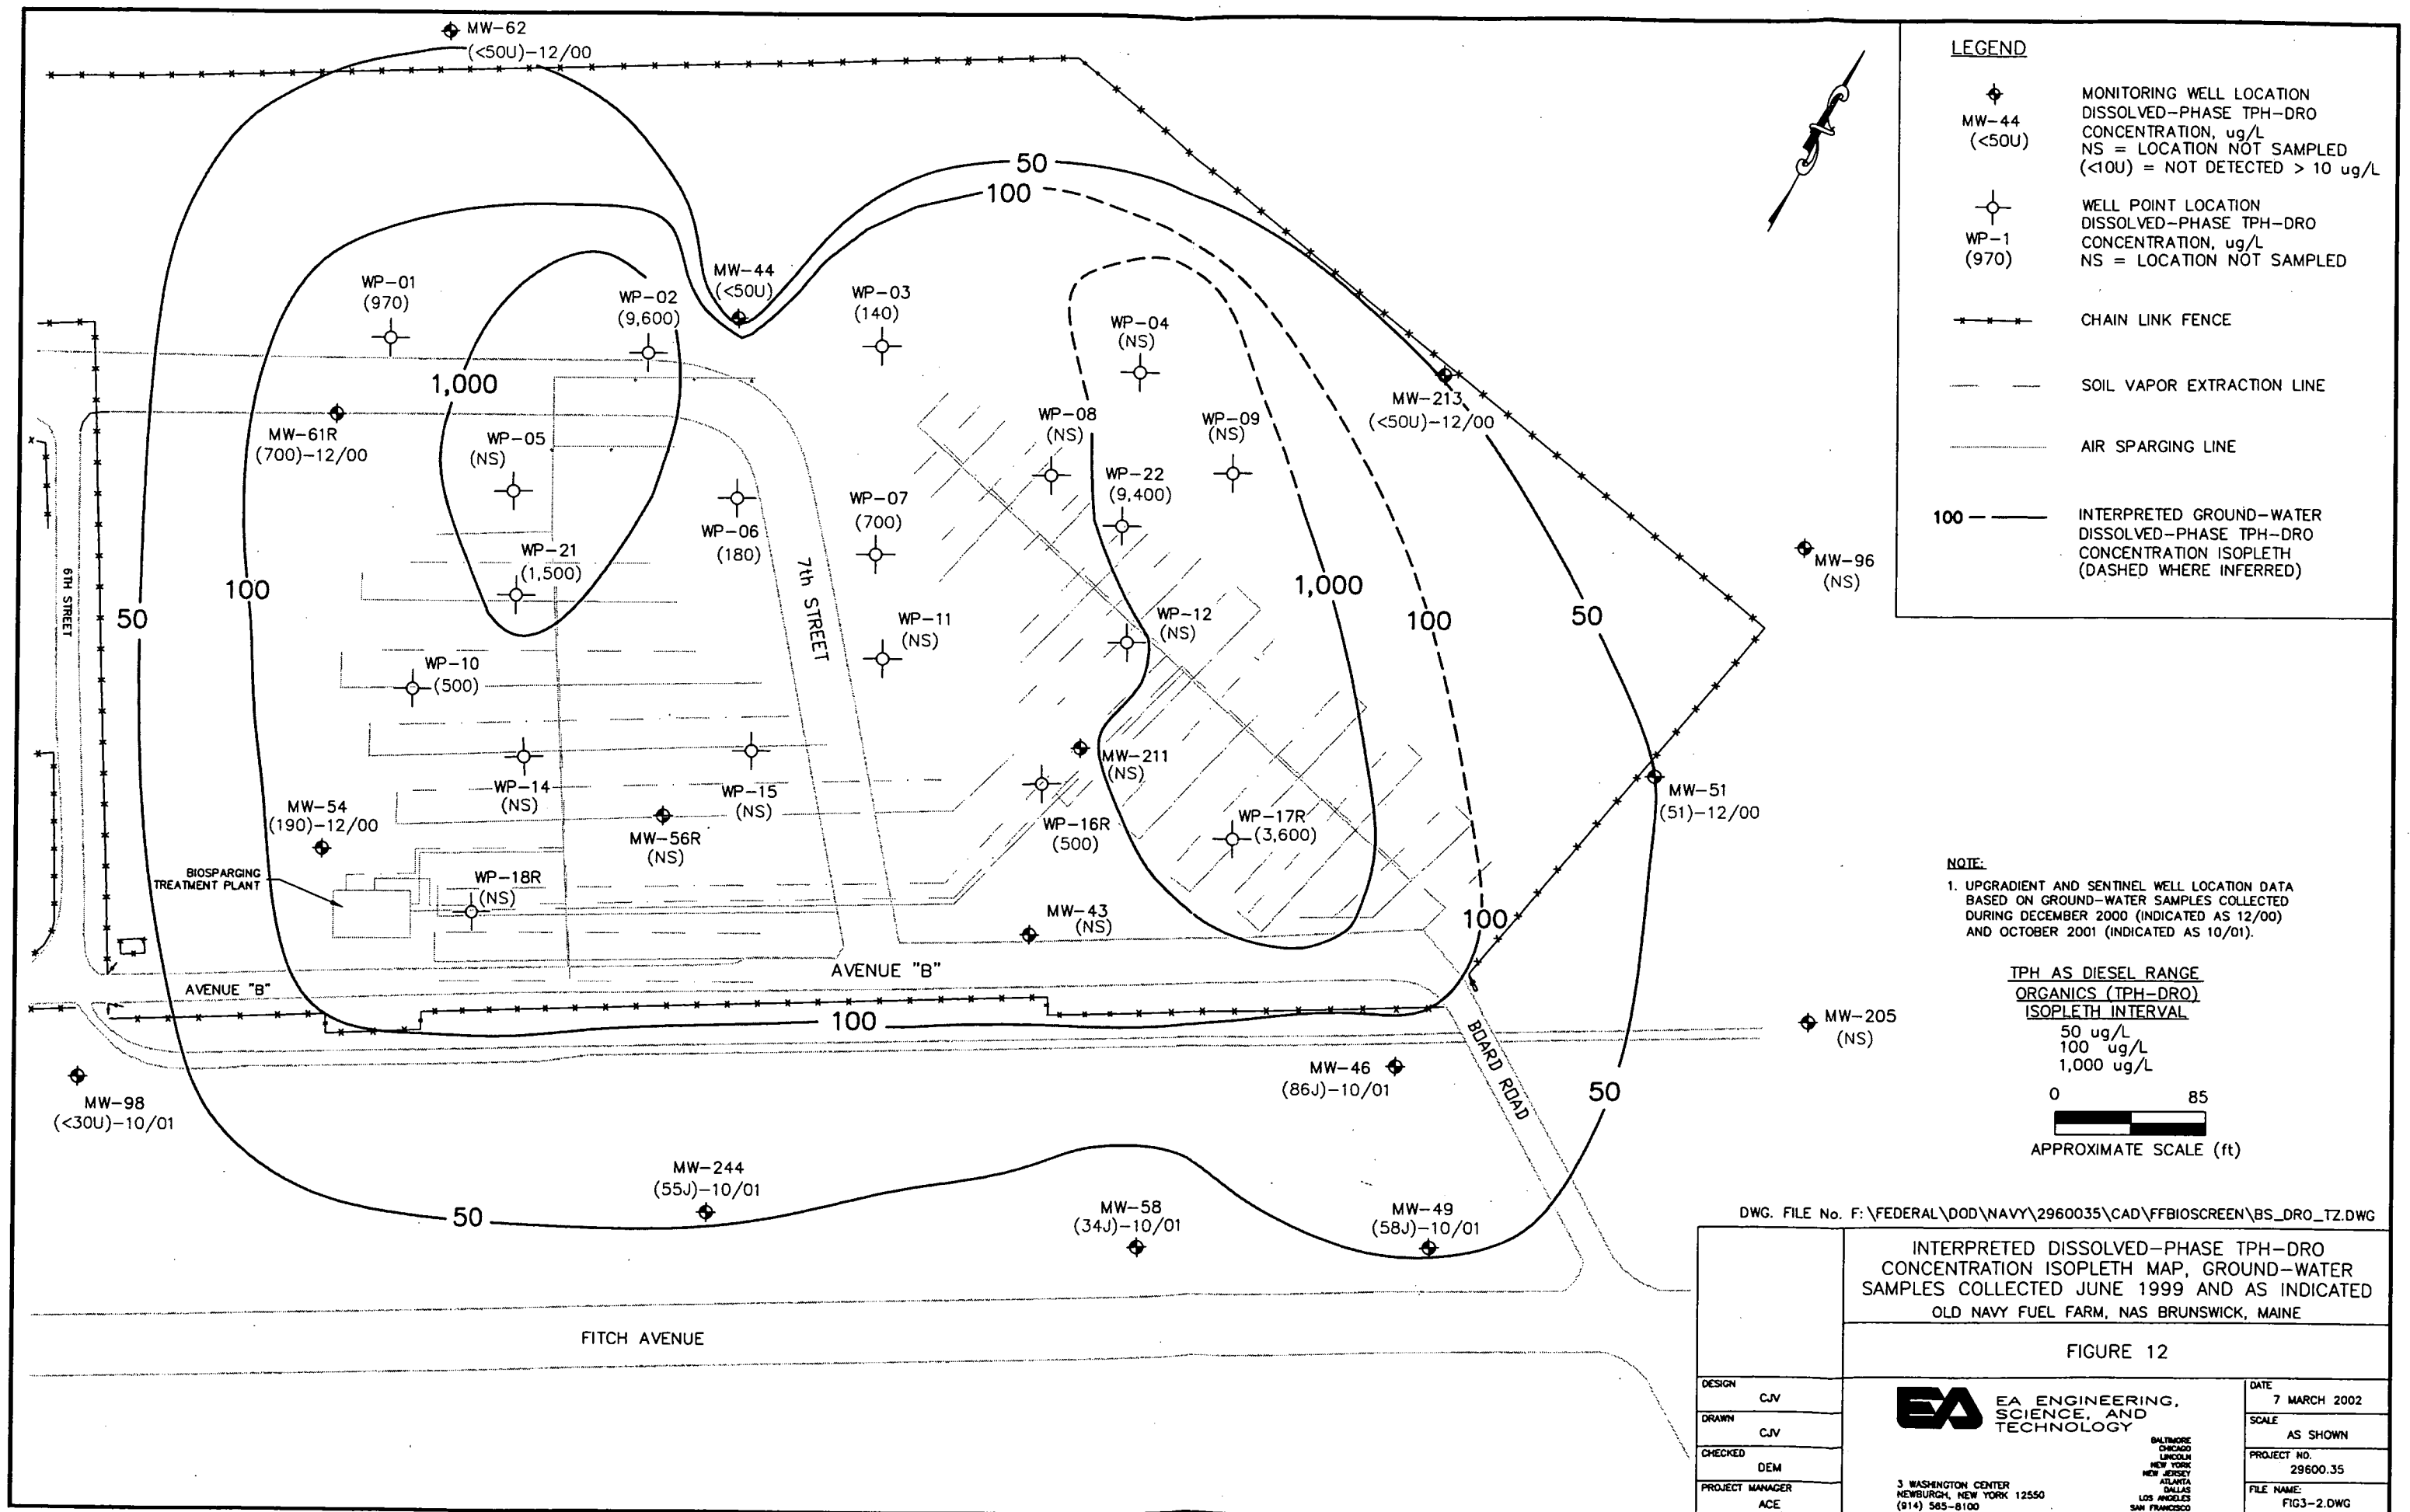 MW-62
(<50U)-12/00
50
100
MW-44
(<50U)
WP-01
(970)
WP-02
(9,600)
WP-03
(140)
WP-04
(NS)
1,000
MW-61R
(700)-12/00
WP-05
(NS)
WP-06
(180)
WP-07
(700)
WP-08
(NS)
WP-09
(NS)
MW-213
(<50U)-12/00
WP-22
(9,400)
WP-21
(1,500)
6TH STREET
50
100
7th STREET
WP-11
(NS)
WP-12
(NS)
1,000
100
50
MW-96
(NS)
WP-10
(500)
WP-14
(NS)
WP-15
(NS)
MW-211
(NS)
MW-51
(51)-12/00
MW-54
(190)-12/00
MW-56R
(NS)
WP-16R
(500)
WP-17R
(3,600)
BIOSPARGING
TREATMENT PLANT
WP-18R
(NS)
MW-43
(NS)
100
AVENUE "B"
AVENUE "B"
100
BOARD ROAD
MW-205
(NS)
MW-46
(86J)-10/01
50
MW-98
(<30U)-10/01
MW-244
(55J)-10/01
50
MW-58
(34J)-10/01
MW-49
(58J)-10/01
FITCH AVENUE
LEGEND
MW-44
(<50U)
MONITORING WELL LOCATION
DISSOLVED-PHASE TPH-DRO
CONCENTRATION, ug/L
NS = LOCATION NOT SAMPLED
(<10U) = NOT DETECTED > 10 ug/L
WP-1
(970)
WELL POINT LOCATION
DISSOLVED-PHASE TPH-DRO
CONCENTRATION, ug/L
NS = LOCATION NOT SAMPLED
CHAIN LINK FENCE
SOIL VAPOR EXTRACTION LINE
AIR SPARGING LINE
100
INTERPRETED GROUND-WATER
DISSOLVED-PHASE TPH-DRO
CONCENTRATION ISOPLETH
(DASHED WHERE INFERRED)
NOTE:
1. UPGRADIENT AND SENTINEL WELL LOCATION DATA
BASED ON GROUND-WATER SAMPLES COLLECTED
DURING DECEMBER 2000 (INDICATED AS 12/00)
AND OCTOBER 2001 (INDICATED AS 10/01).
TPH AS DIESEL RANGE
ORGANICS (TPH-DRO)
ISOPLETH INTERVAL
50 ug/L
100 ug/L
1,000 ug/L
0 85
APPROXIMATE SCALE (ft)
DWG. FILE No. F:\FEDERAL\DOD\NAVY\2960035\CAD\FFBIOSCREEN\BS_DRO_TZ.DWG
INTERPRETED DISSOLVED-PHASE TPH-DRO
CONCENTRATION ISOPLETH MAP, GROUND-WATER
SAMPLES COLLECTED JUNE 1999 AND AS INDICATED
OLD NAVY FUEL FARM, NAS BRUNSWICK, MAINE
FIGURE 12
DESIGN
CJV
DRAWN
CJV
CHECKED
DEM
PROJECT MANAGER
ACE
EA
EA ENGINEERING,
SCIENCE, AND
TECHNOLOGY
BALTIMORE
CHICAGO
LINCOLN
NEW YORK
NEW JERSEY
ATLANTA
DALLAS
LOS ANGELES
SAN FRANCISCO
3 WASHINGTON CENTER
NEWBURGH, NEW YORK 12550
(914) 565-8100
DATE
7 MARCH 2002
SCALE
AS SHOWN
PROJECT NO.
29600.35
FILE NAME:
FIG3-2.DWG